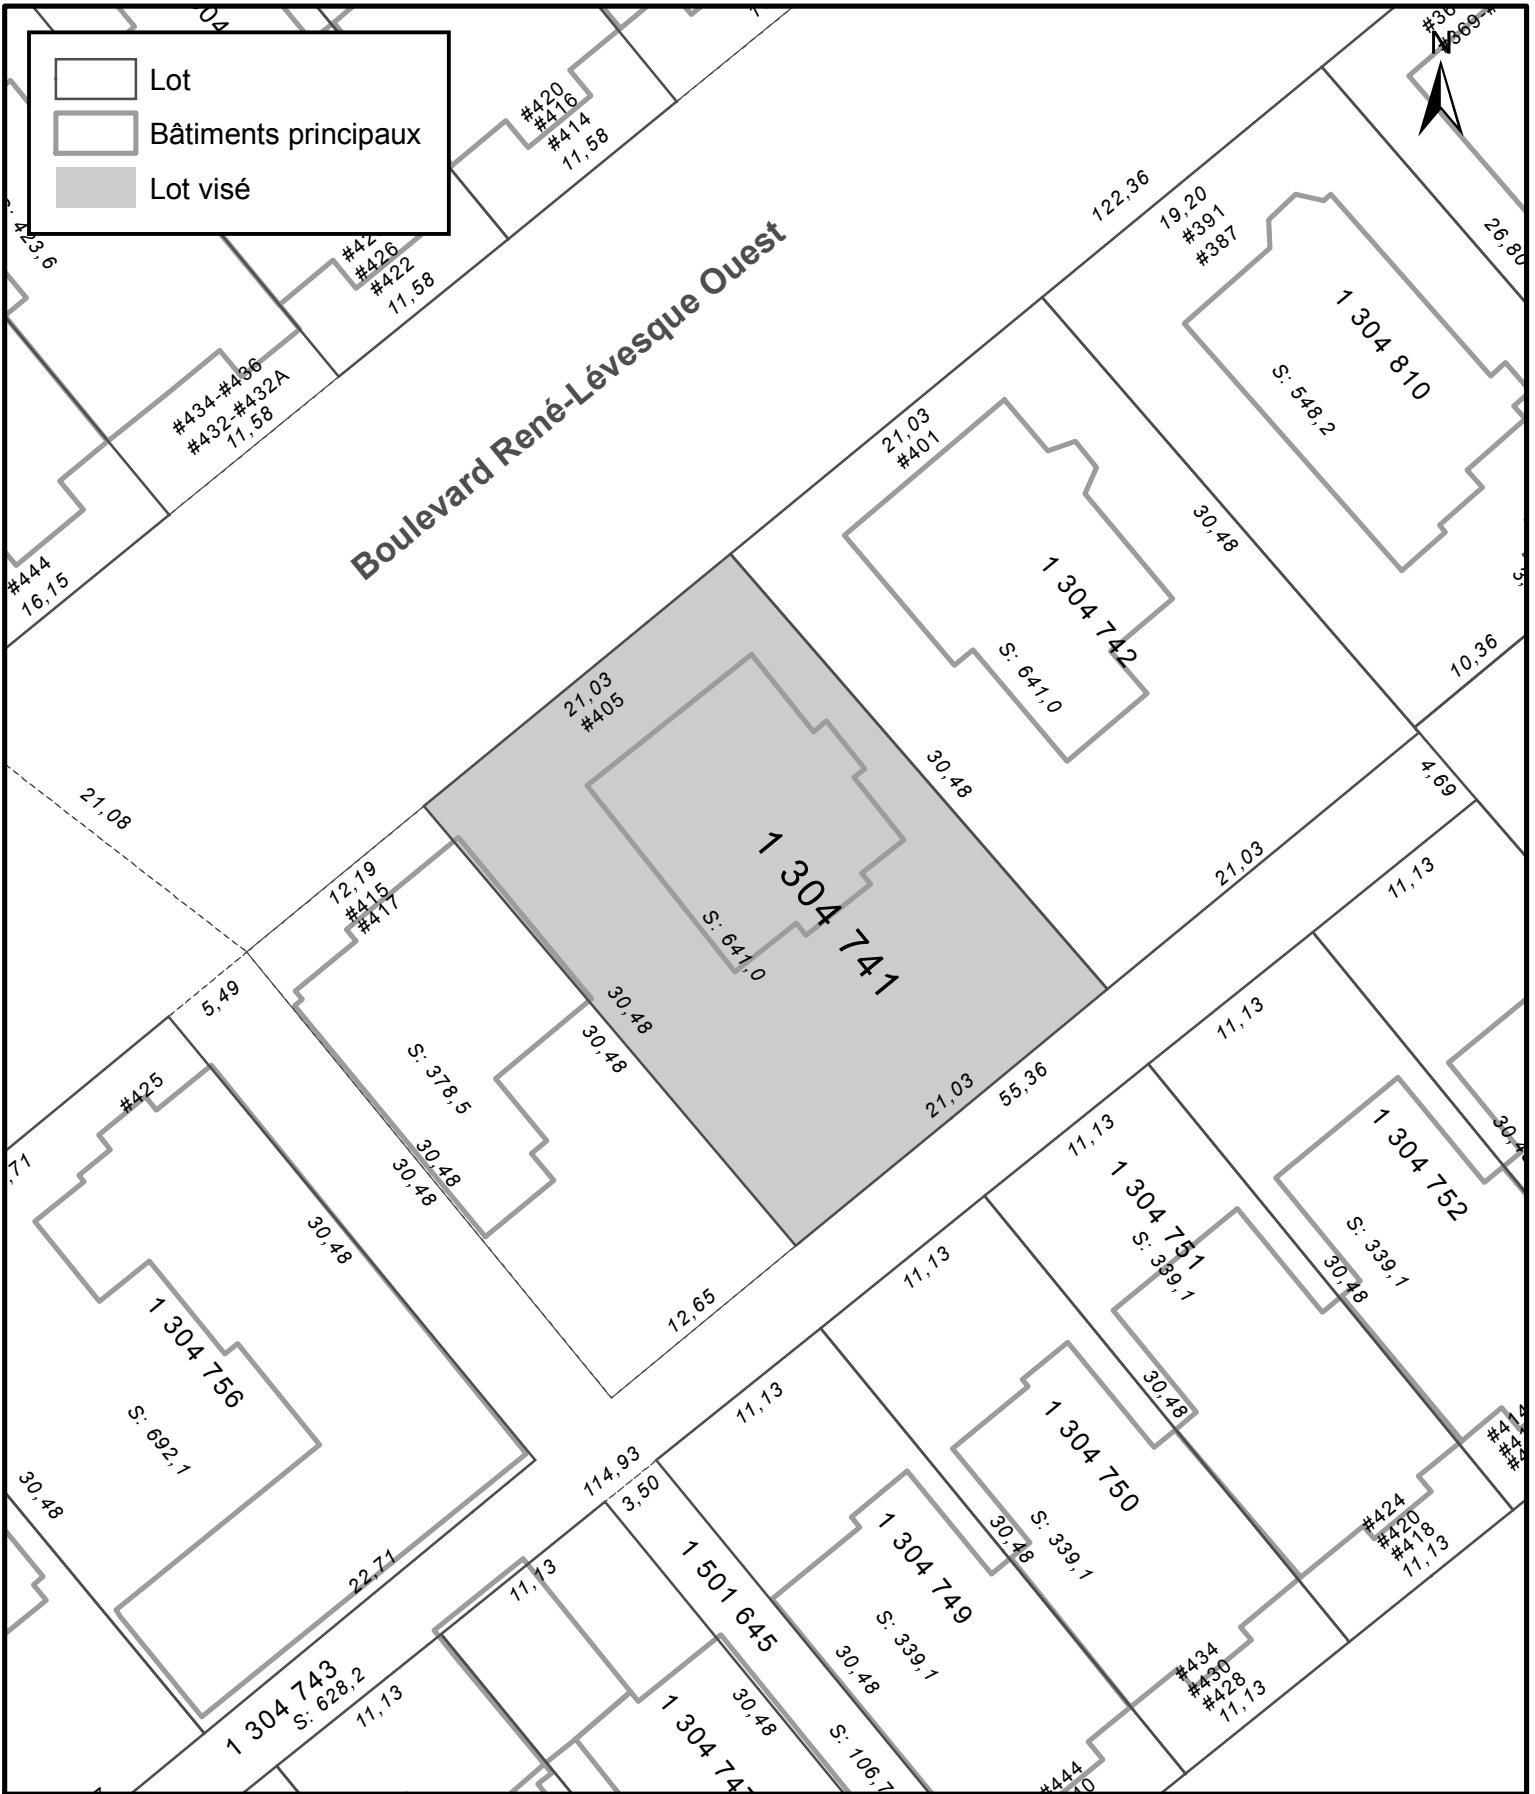 Lot
Bâtiments principaux
Lot visé
N
#420
#416
#414
11,58
#426
#422
11,58
#434-#436
#432-#432A
11,58
#444
16,15
Boulevard René-Lévesque Ouest
122,36
19,20
#391
#387
26,80
1 304 810
S: 548,2
21,03
#401
30,48
1 304 742
S: 641,0
10,36
21,03
#405
30,48
4,69
21,08
21,03
11,13
1 304 741
S: 641,0
12,19
#415
#417
5,49
30,48
30,48
11,13
S: 378,5
21,03
55,36
#425
30,48
30,48
11,13
1 304 751
S: 339,1
1 304 752
S: 339,1
30,48
30,48
11,13
12,65
1 304 756
S: 692,1
30,48
11,13
30,48
1 304 750
S: 339,1
114,93
3,50
30,48
1 304 749
S: 339,1
#424
#420
#418
11,13
22,71
11,13
1 501 645
30,48
1 304 743
S: 628,2
11,13
30,48
#434
#430
#428
11,13
#444